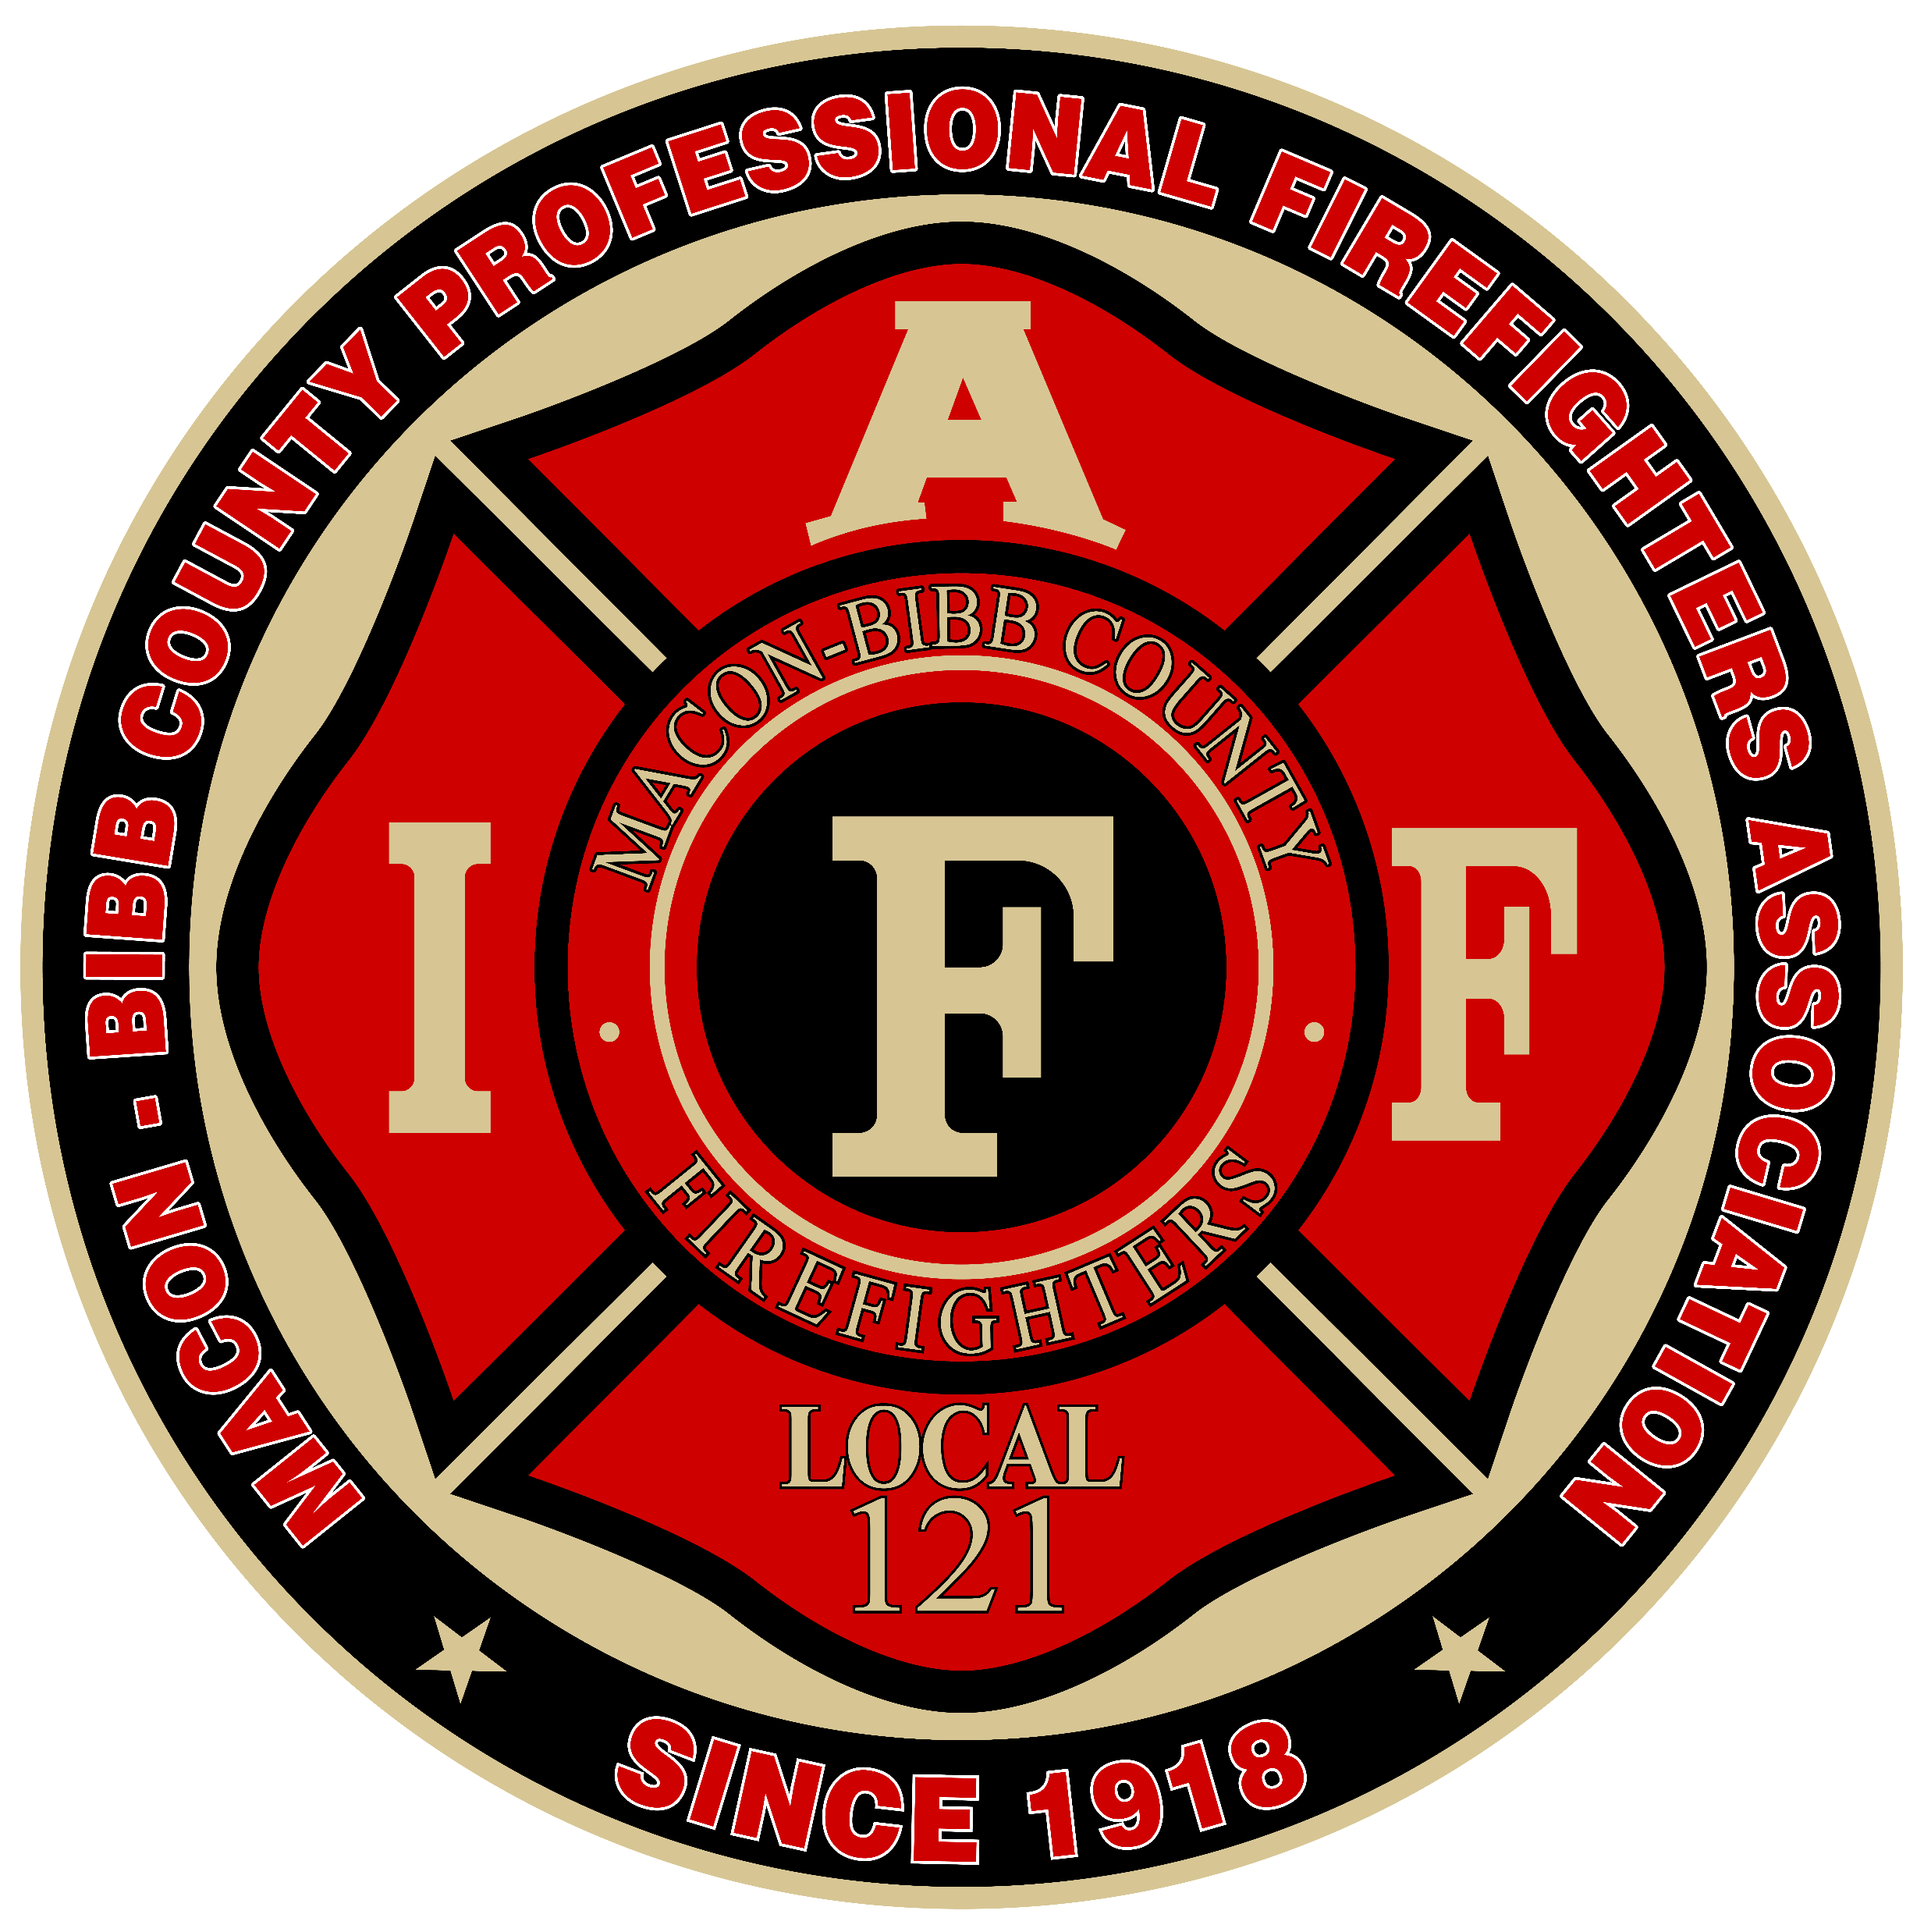 MACON - BIBB COUNTY PROFESSIONAL FIREFIGHTERS ASSOCIATION
A
MACON-BIBB COUNTY
I F F
FIREFIGHTERS
LOCAL
121
SINCE 1918